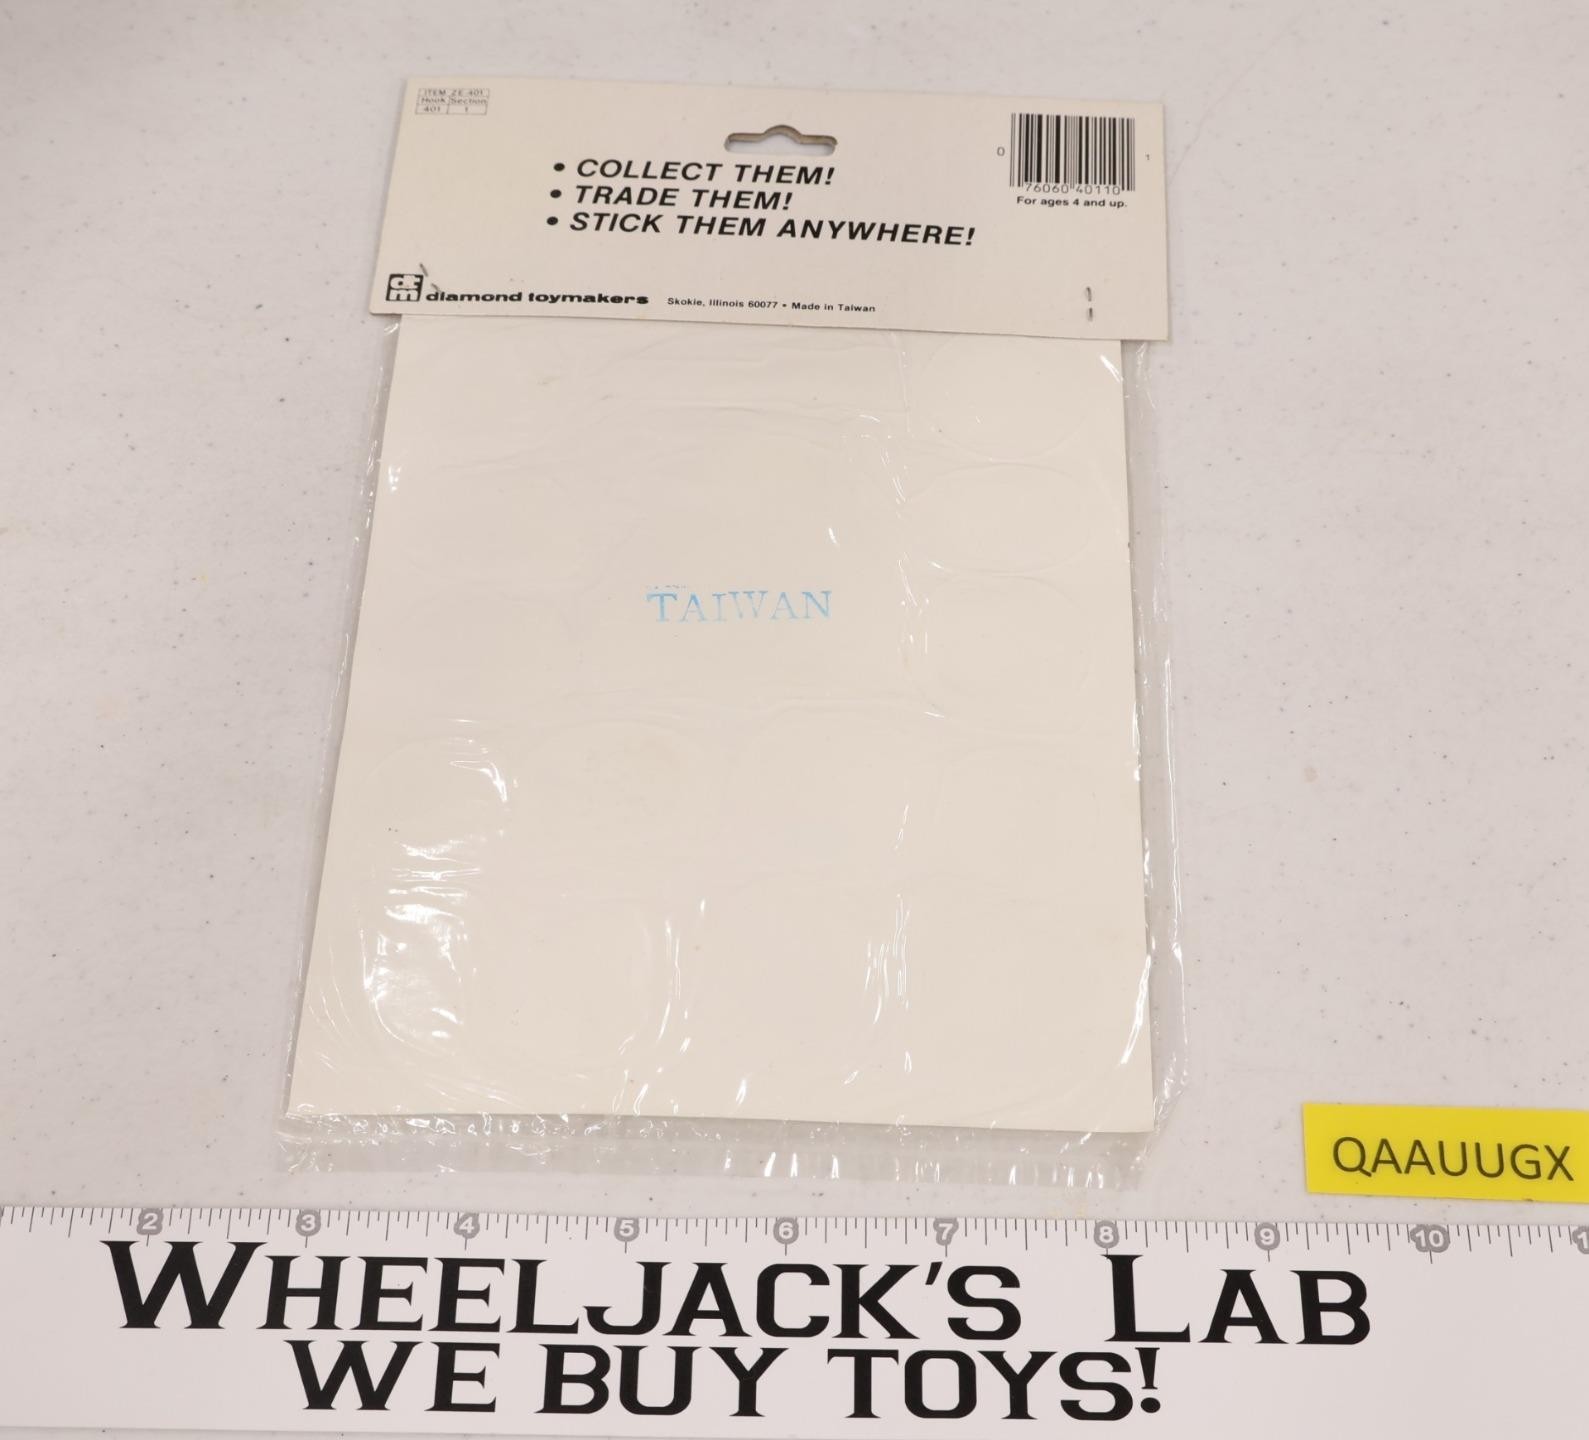 ITEM ZE-401
Hook Section
401 1
• COLLECT THEM!
• TRADE THEM!
• STICK THEM ANYWHERE!
0 76060 40110 1
For ages 4 and up.
dtm diamond toymakers Skokie, Illinois 60077 • Made in Taiwan
TAIWAN
QAAUUGX
2 3 4 5 6 7 8 9 10
WHEELJACK'S LAB
WE BUY TOYS!